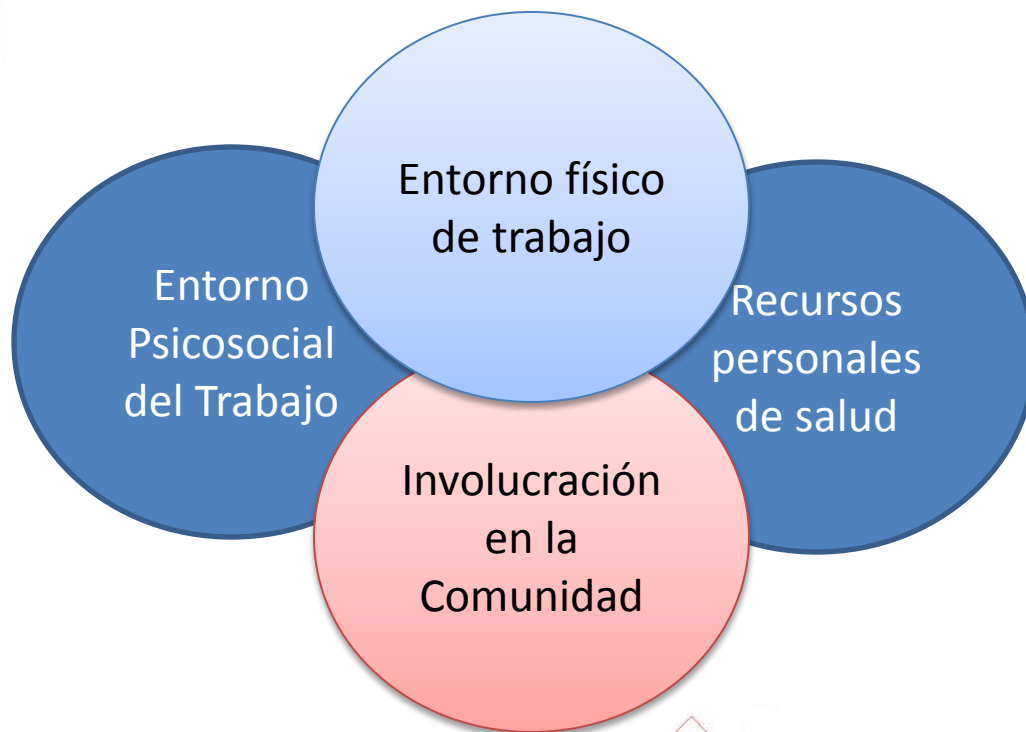 Entorno físico
de trabajo
Entorno
Psicosocial
del Trabajo
Recursos
personales
de salud
Involucración
en la
Comunidad